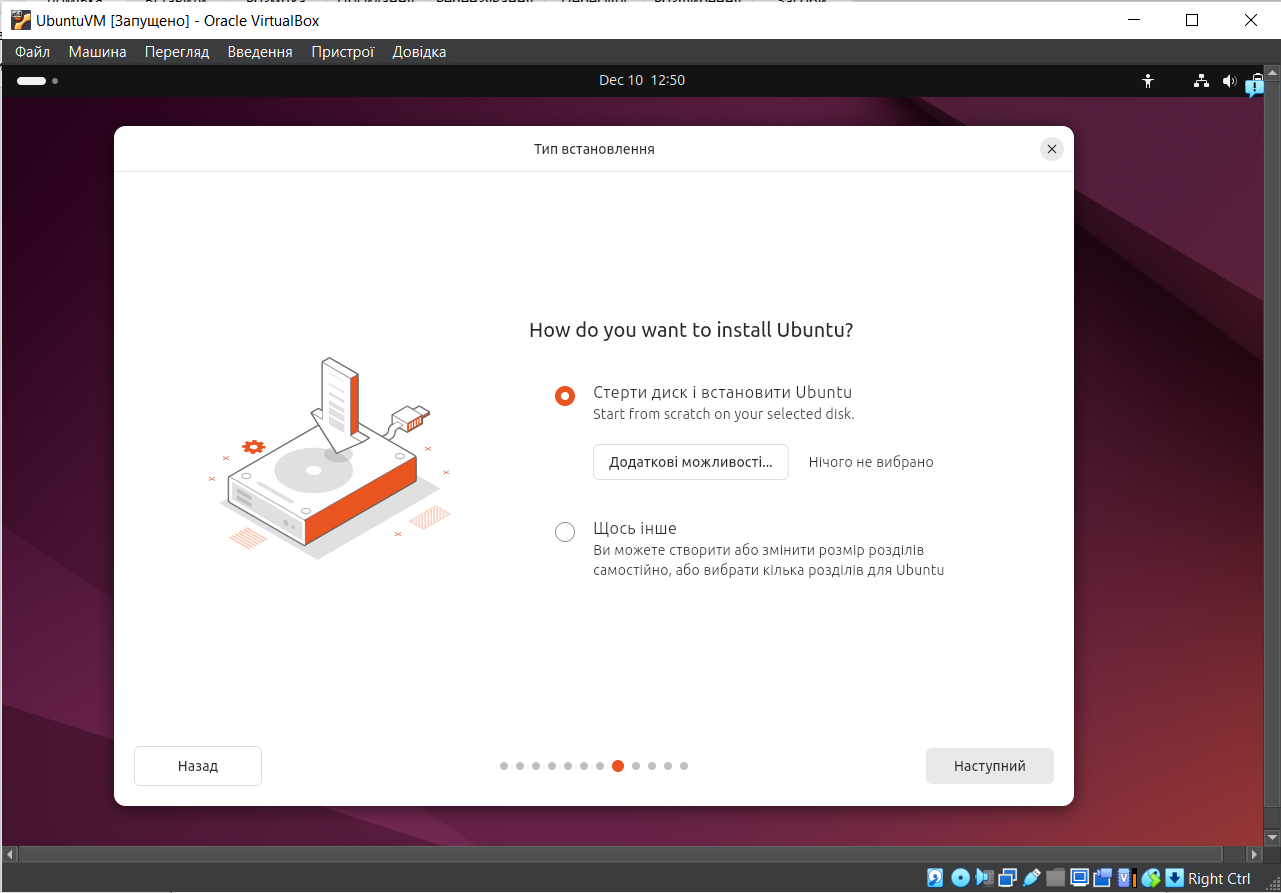 UbuntuVM [Запущено] - Oracle VirtualBox
Файл Машина Перегляд Введення Пристрої Довідка
Dec 10 12:50
Тип встановлення
How do you want to install Ubuntu?
Стерти диск і встановити Ubuntu
Start from scratch on your selected disk.
Додаткові можливості... Нічого не вибрано
Щось інше
Ви можете створити або змінити розмір розділів
самостійно, або вибрати кілька розділів для Ubuntu
Назад Наступний
Right Ctrl